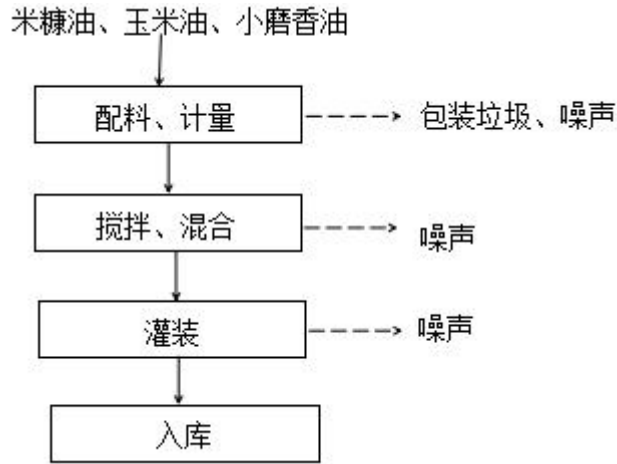 米糠油、玉米油、小磨香油
配料、计量
包装垃圾、噪声
搅拌、混合
噪声
灌装
噪声
入库